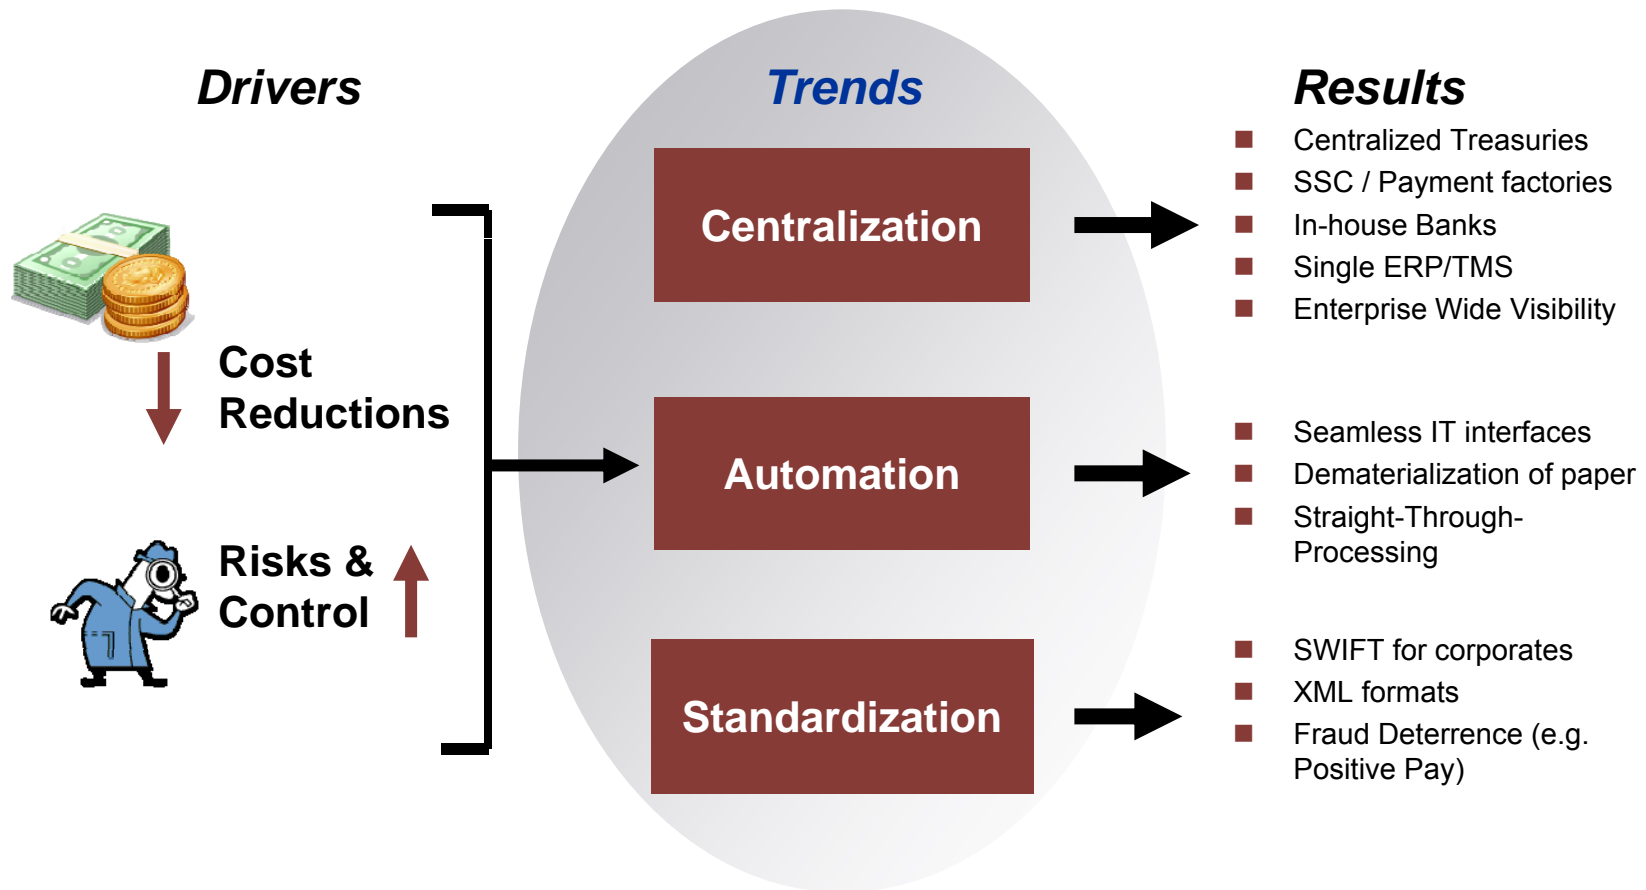 Drivers
Cost
Reductions
Risks &
Control
Trends
Centralization
Automation
Standardization
Results
Centralized Treasuries
SSC / Payment factories
In-house Banks
Single ERP/TMS
Enterprise Wide Visibility
Seamless IT interfaces
Dematerialization of paper
Straight-Through-
Processing
SWIFT for corporates
XML formats
Fraud Deterrence (e.g.
Positive Pay)